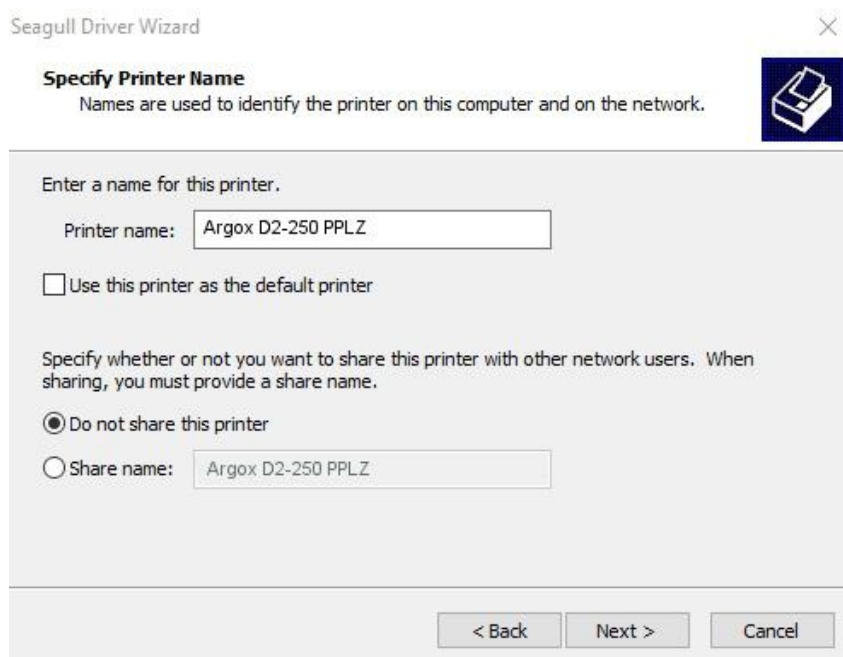 Seagull Driver Wizard
Specify Printer Name
Names are used to identify the printer on this computer and on the network.
Enter a name for this printer.
Printer name: Argox D2-250 PPLZ
Use this printer as the default printer
Specify whether or not you want to share this printer with other network users. When
sharing, you must provide a share name.
Do not share this printer
Share name: Argox D2-250 PPLZ
< Back Next > Cancel